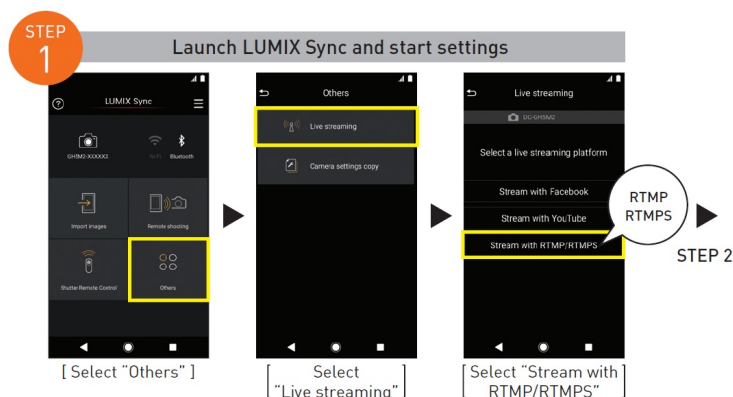 STEP
1
Launch LUMIX Sync and start settings
LUMIX Sync
GH5M2-XXXXXX
Wi-Fi Bluetooth
Import images
Remote shooting
Shutter Remote Control
Others
[ Select "Others" ]
Others
Live streaming
Camera settings copy
[ Select
"Live streaming" ]
Live streaming
DC-GH5M2
Select a live streaming platform
Stream with Facebook
Stream with YouTube
Stream with RTMP/RTMPS
RTMP
RTMPS
[ Select "Stream with
RTMP/RTMPS" ]
STEP 2